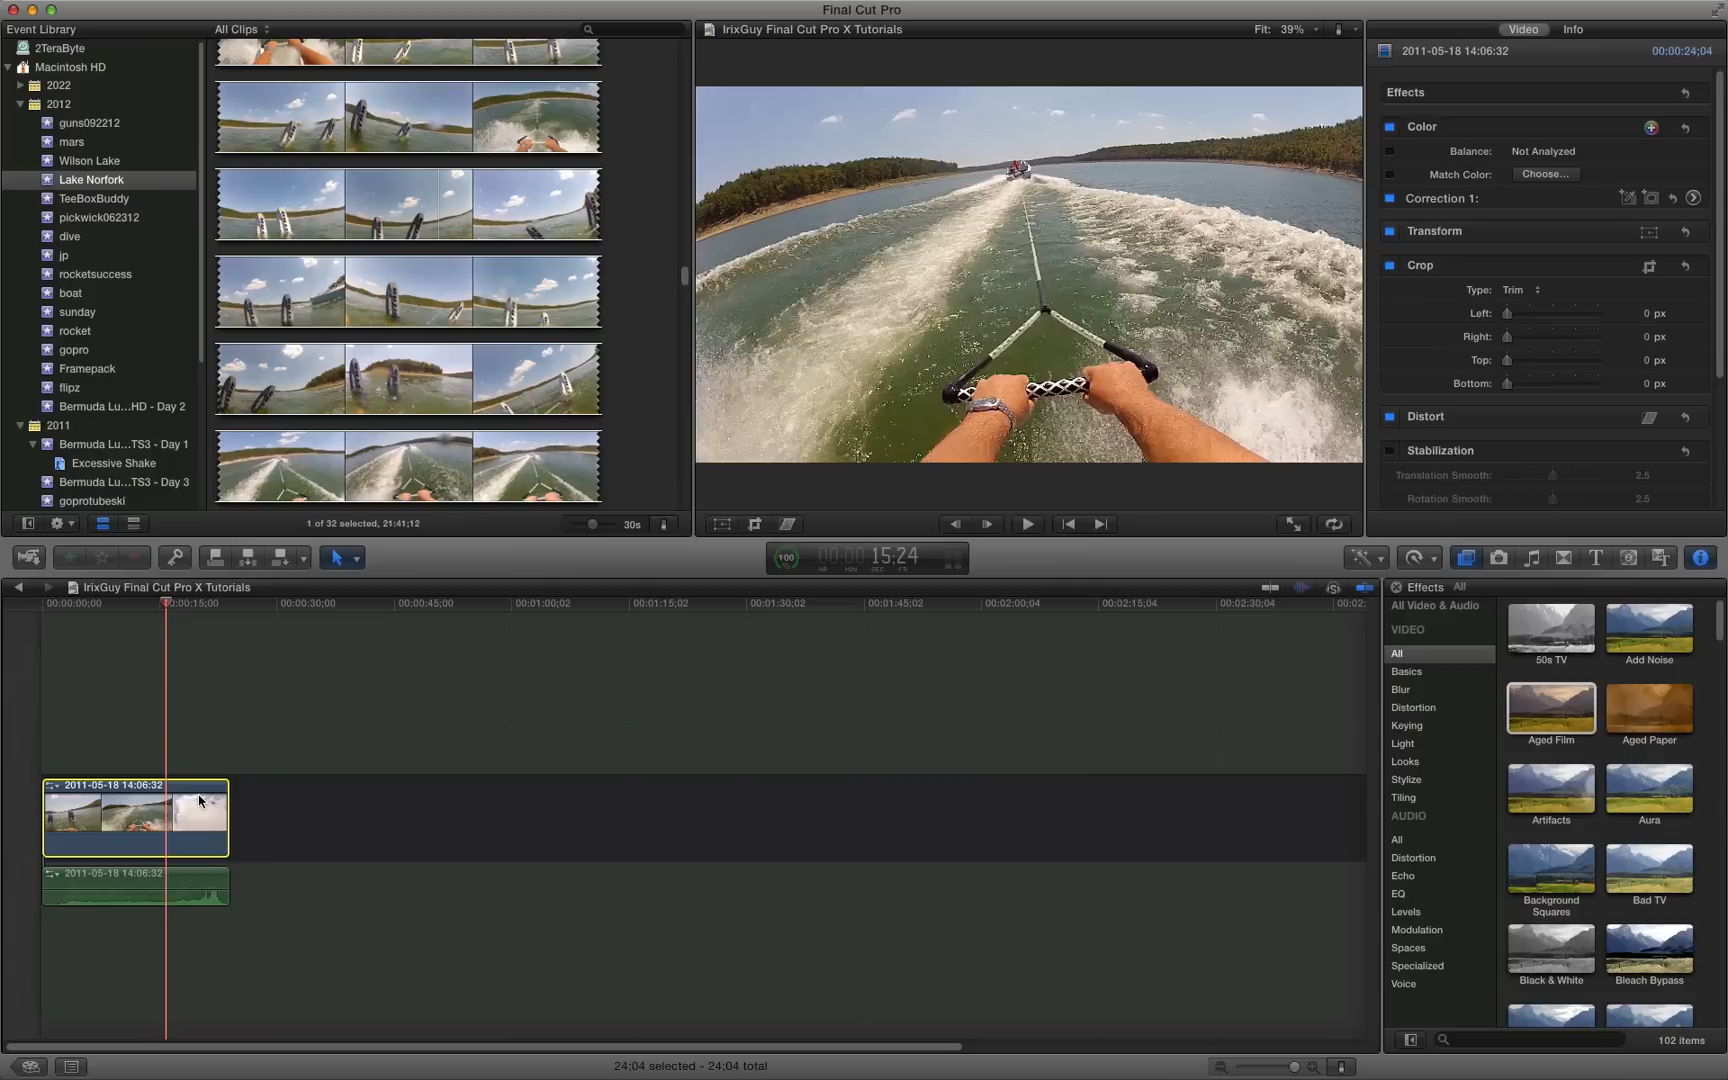 Final Cut Pro
Event Library
All Clips
IrixGuy Final Cut Pro X Tutorials
Fit: 39%
Video
Info
2TeraByte
Macintosh HD
2022
2012
guns092212
mars
Wilson Lake
Lake Norfork
TeeBoxBuddy
pickwick062312
dive
jp
rocketsuccess
boat
sunday
rocket
gopro
Framepack
flipz
Bermuda Lu...HD - Day 2
2011
Bermuda Lu...TS3 - Day 1
Excessive Shake
Bermuda Lu...TS3 - Day 3
goprotubeski
1 of 32 selected, 21:41;12
30s
2011-05-18 14:06:32
00:00:24;04
Effects
Color
Balance: Not Analyzed
Match Color: Choose...
Correction 1:
Transform
Crop
Type: Trim
Left: 0 px
Right: 0 px
Top: 0 px
Bottom: 0 px
Distort
Stabilization
Translation Smooth: 2.5
Rotation Smooth: 2.5
100
00:00:15;24
HR MIN SEC FR
IrixGuy Final Cut Pro X Tutorials
00:00:00;00
00:00:15;00
00:00:30;00
00:00:45;00
00:01:00;02
00:01:15;02
00:01:30;02
00:01:45;02
00:02:00;04
00:02:15;04
00:02:30;04
00:02:
2011-05-18 14:06:32
2011-05-18 14:06:32
24;04 selected - 24;04 total
Effects All
All Video & Audio
VIDEO
All
Basics
Blur
Distortion
Keying
Light
Looks
Stylize
Tiling
AUDIO
All
Distortion
Echo
EQ
Levels
Modulation
Spaces
Specialized
Voice
50s TV
Add Noise
Aged Film
Aged Paper
Artifacts
Aura
Background Squares
Bad TV
Black & White
Bleach Bypass
102 items